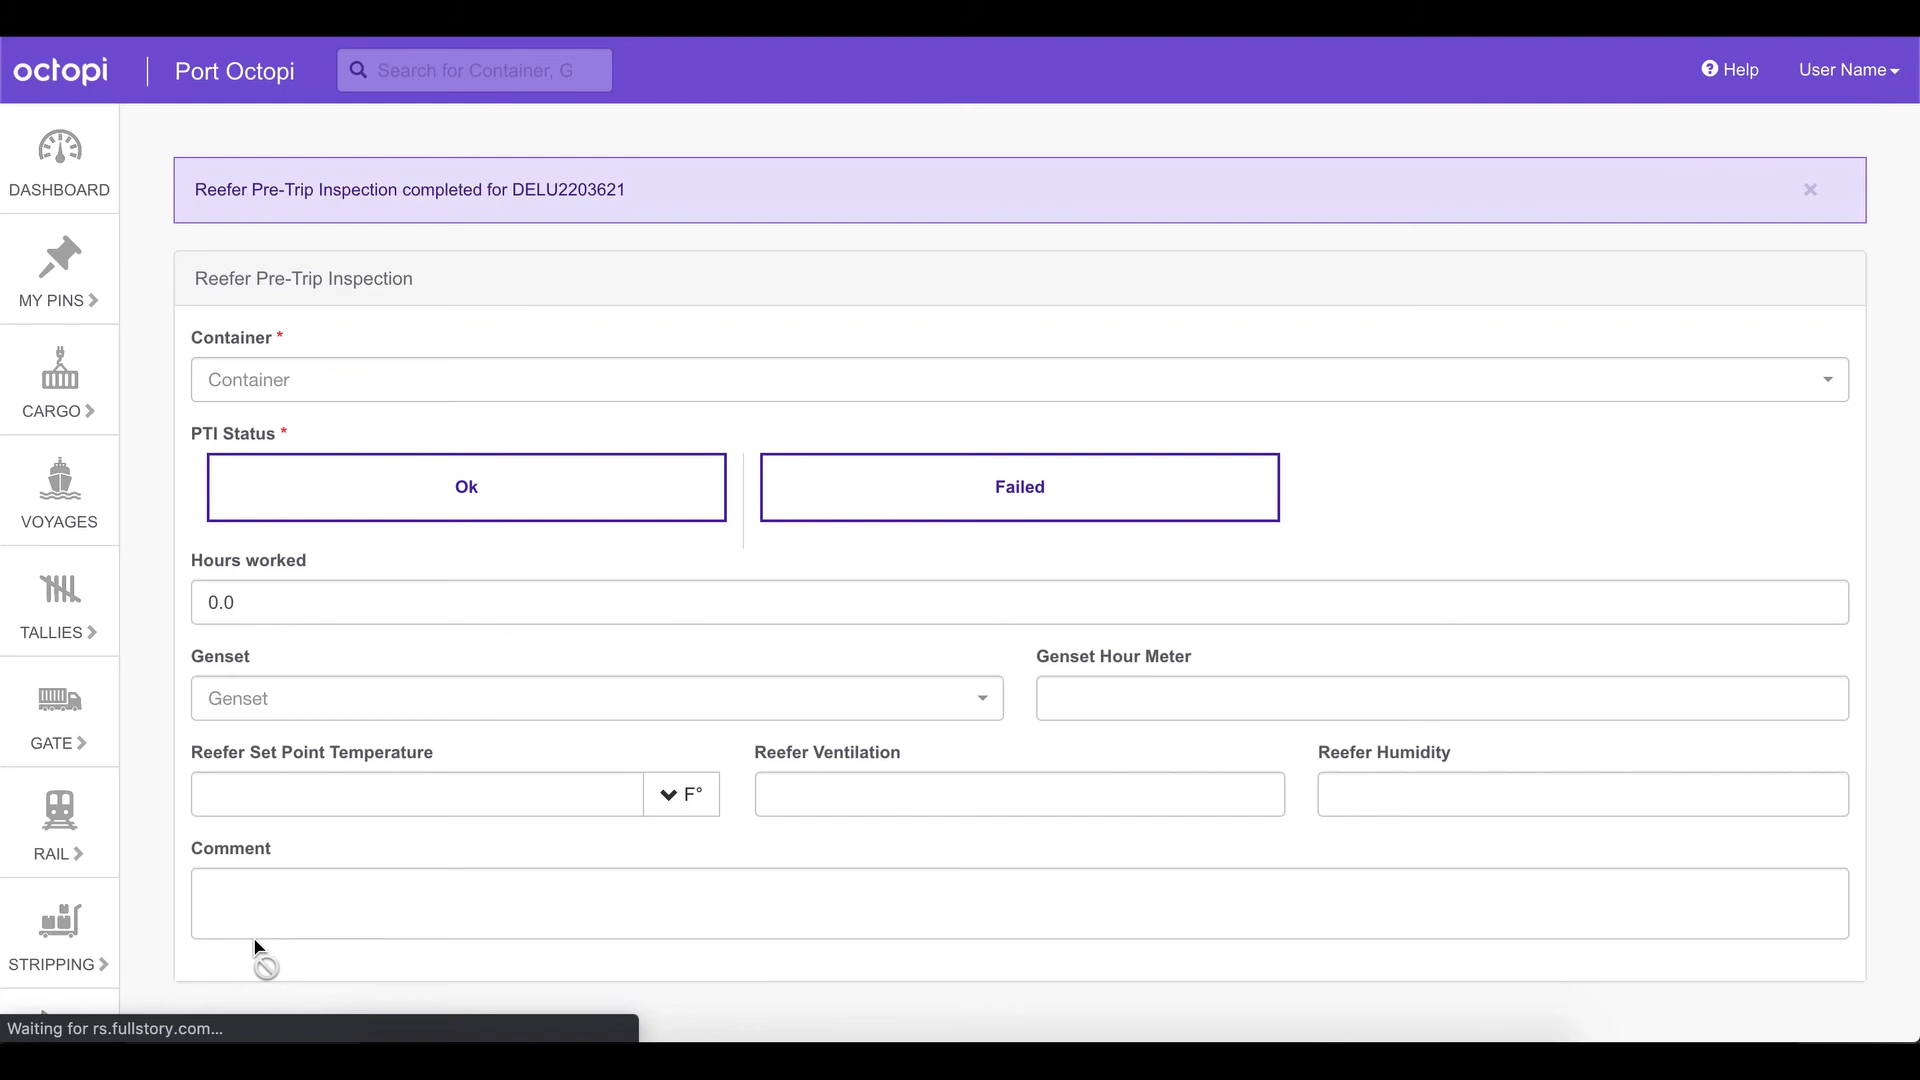 octopi
Port Octopi
Search for Container, G
Help
User Name
DASHBOARD
MY PINS
CARGO
VOYAGES
TALLIES
GATE
RAIL
STRIPPING
Reefer Pre-Trip Inspection completed for DELU2203621
×
Reefer Pre-Trip Inspection
Container *
Container
PTI Status *
Ok
Failed
Hours worked
0.0
Genset
Genset Hour Meter
Genset
Reefer Set Point Temperature
Reefer Ventilation
Reefer Humidity
F°
Comment
Waiting for rs.fullstory.com...